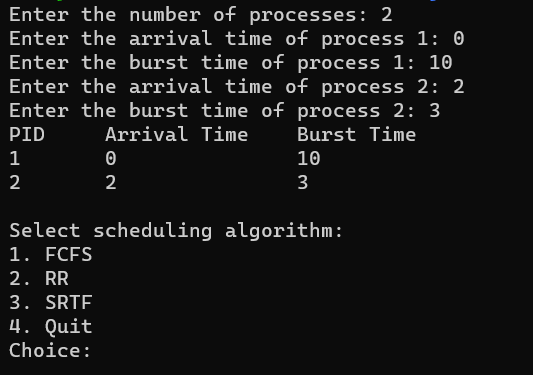 Enter the number of processes: 2
Enter the arrival time of process 1: 0
Enter the burst time of process 1: 10
Enter the arrival time of process 2: 2
Enter the burst time of process 2: 3
PID     Arrival Time    Burst Time
1       0               10
2       2               3
Select scheduling algorithm:
1. FCFS
2. RR
3. SRTF
4. Quit
Choice: